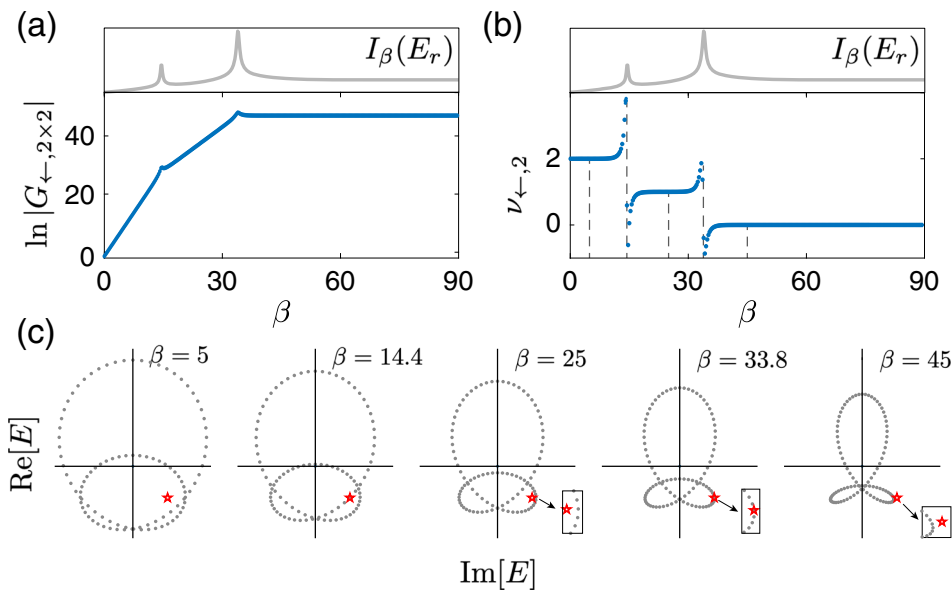 (a)
I_β(E_r)
ln |G_{←,2×2}|
40
20
0
0 30 60 90
β
(b)
I_β(E_r)
ν_{←,2}
2
0
0 30 60 90
β
(c)
β = 5
β = 14.4
β = 25
β = 33.8
β = 45
Re[E]
Im[E]